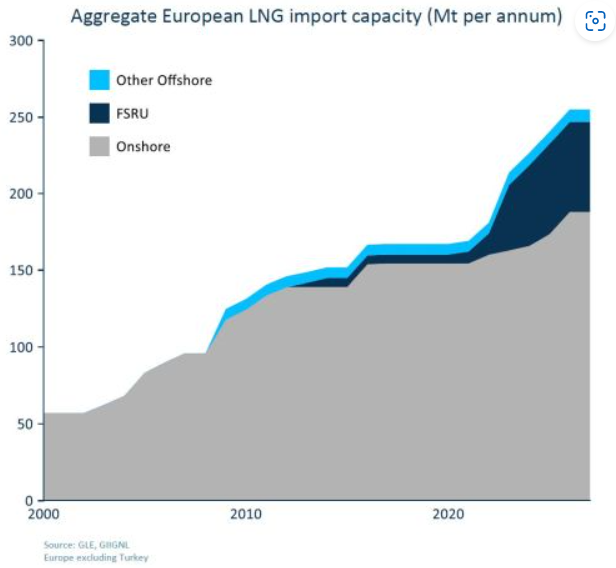 Aggregate European LNG import capacity (Mt per annum)
300
Other Offshore
FSRU
Onshore
250
200
150
100
50
0
2000
2010
2020
Source: GLE, GIIGNL
Europe excluding Turkey